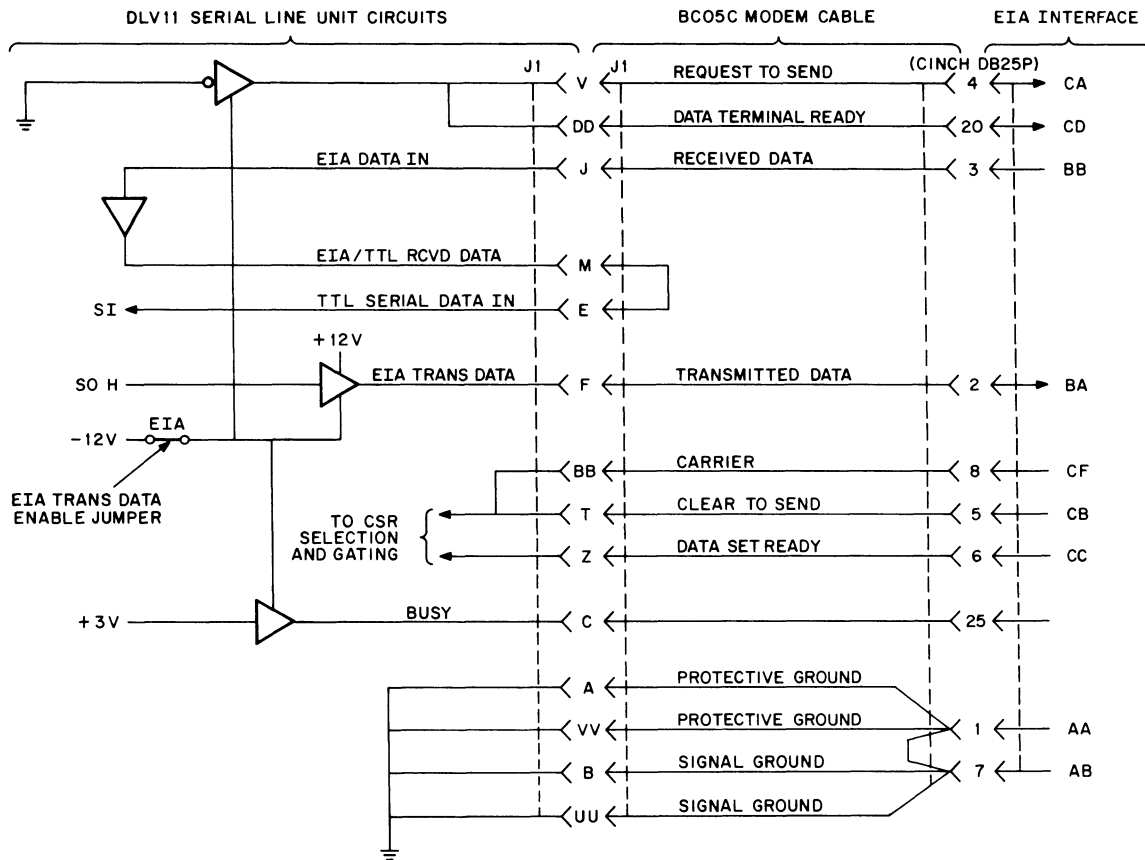 DLV11 SERIAL LINE UNIT CIRCUITS
BC05C MODEM CABLE
EIA INTERFACE
J1
J1
(CINCH DB25P)
V
REQUEST TO SEND
4
CA
DD
DATA TERMINAL READY
20
CD
EIA DATA IN
J
RECEIVED DATA
3
BB
EIA/TTL RCVD DATA
M
SI
TTL SERIAL DATA IN
E
+12V
SO H
EIA TRANS DATA
F
TRANSMITTED DATA
2
BA
EIA
-12V
EIA TRANS DATA
ENABLE JUMPER
BB
CARRIER
8
CF
TO CSR
SELECTION
AND GATING
T
CLEAR TO SEND
5
CB
Z
DATA SET READY
6
CC
+3V
BUSY
C
25
A
PROTECTIVE GROUND
VV
PROTECTIVE GROUND
1
AA
B
SIGNAL GROUND
7
AB
UU
SIGNAL GROUND